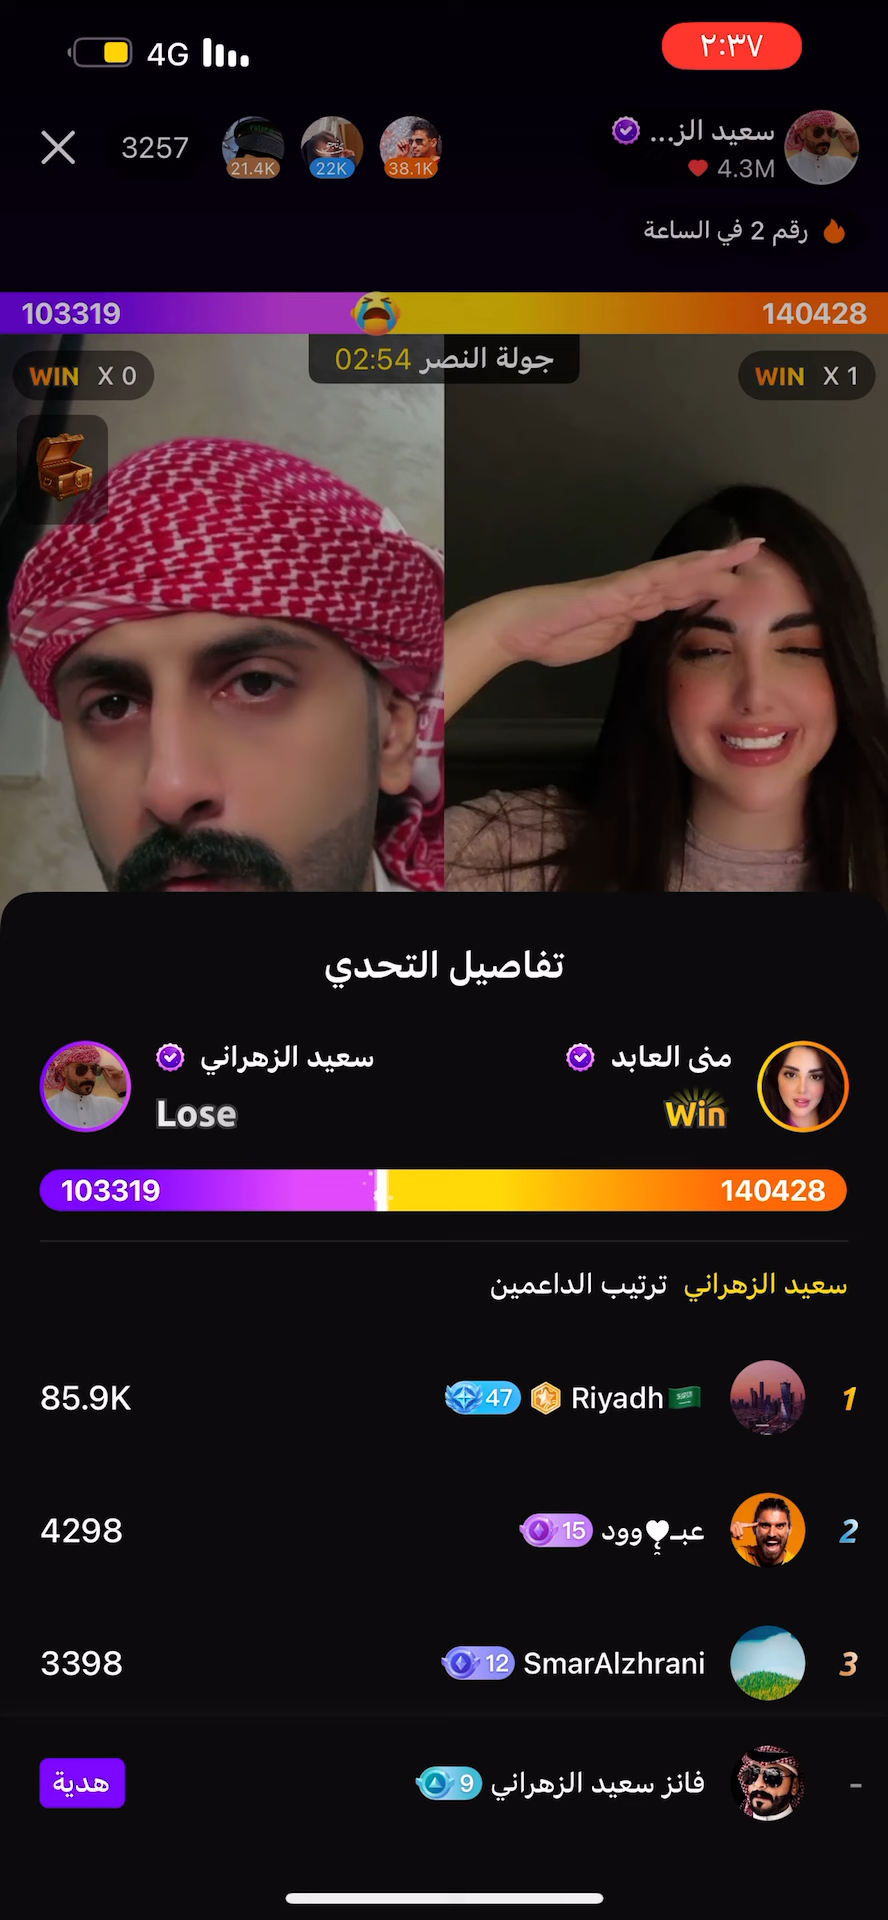 4G ٢:٣٧
سعيد الز...
4.3M
3257 21.4K 22K 38.1K
رقم 2 في الساعة
103319 140428
جولة النصر 02:54
WIN X 0 WIN X 1
تفاصيل التحدي
منى العابد
Win
سعيد الزهراني
Lose
103319 140428
سعيد الزهراني ترتيب الداعمين
1 Riyadh🇸🇦 47 85.9K
2 عبـ♥وود 15 4298
3 SmarAlzhrani 12 3398
- فانز سعيد الزهراني 9 هدية